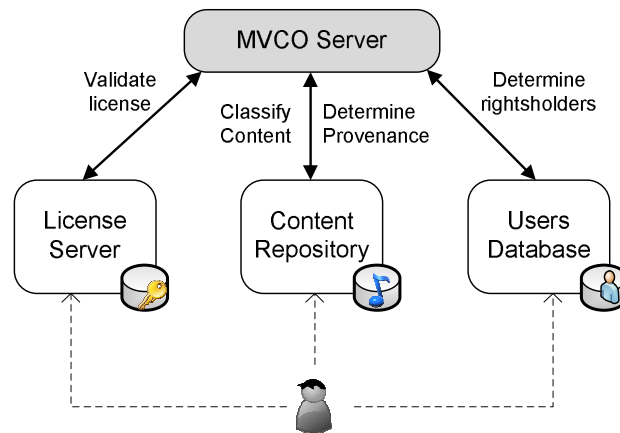 MVCO Server
Validate
license
Classify
Content
Determine
Provenance
Determine
rightsholders
License
Server
Content
Repository
Users
Database